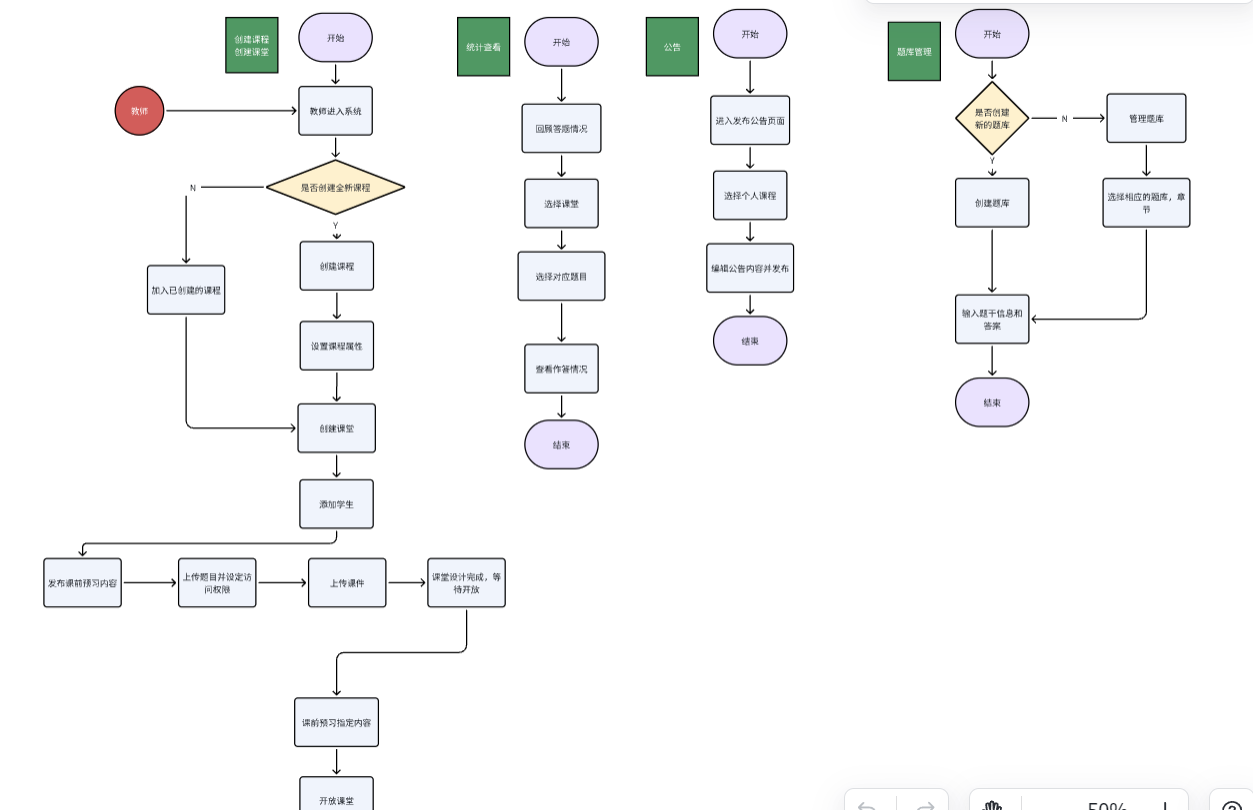 创建课程
创建课堂
开始
教师
教师进入系统
是否创建全新课程
N
Y
创建课程
加入已创建的课程
设置课程属性
创建课堂
添加学生
发布课前预习内容
上传题目并设定访
问权限
上传课件
课堂设计完成，等
待开放
课前预习指定内容
开放课堂
统计查看
开始
回顾答题情况
选择课堂
选择对应题目
查看作答情况
结束
公告
开始
进入发布公告页面
选择个人课程
编辑公告内容并发布
结束
题库管理
开始
是否创建
新的题库
N
管理题库
Y
创建题库
选择相应的题库，章
节
输入题干信息和
答案
结束
50%